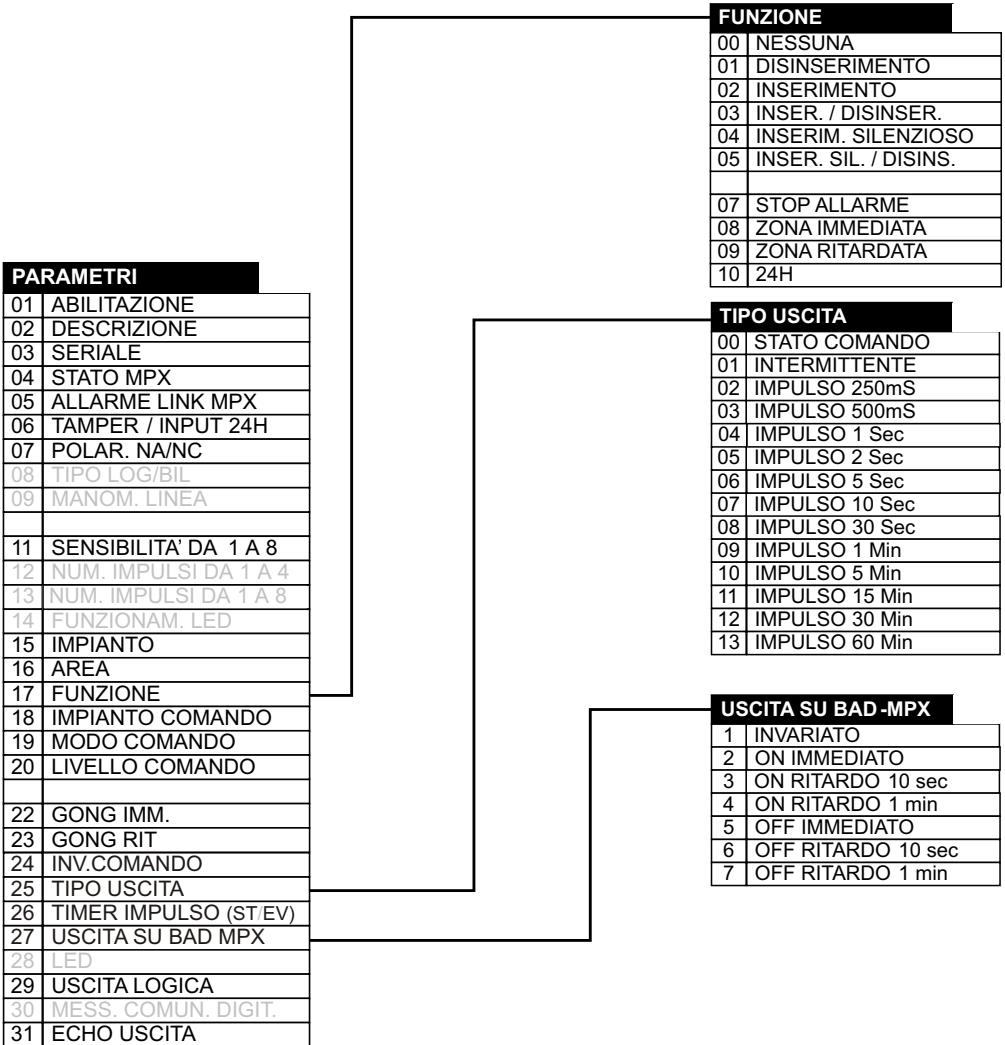 FUNZIONE
00 NESSUNA
01 DISINSERIMENTO
02 INSERIMENTO
03 INSER. / DISINSER.
04 INSERIM. SILENZIOSO
05 INSER. SIL. / DISINS.
07 STOP ALLARME
08 ZONA IMMEDIATA
09 ZONA RITARDATA
10 24H
PARAMETRI
01 ABILITAZIONE
02 DESCRIZIONE
03 SERIALE
04 STATO MPX
05 ALLARME LINK MPX
06 TAMPER / INPUT 24H
07 POLAR. NA/NC
08 TIPO LOG/BIL
09 MANOM. LINEA
11 SENSIBILITA' DA 1 A 8
12 NUM. IMPULSI DA 1 A 4
13 NUM. IMPULSI DA 1 A 8
14 FUNZIONAM. LED
15 IMPIANTO
16 AREA
17 FUNZIONE
18 IMPIANTO COMANDO
19 MODO COMANDO
20 LIVELLO COMANDO
22 GONG IMM.
23 GONG RIT
24 INV.COMANDO
25 TIPO USCITA
26 TIMER IMPULSO (ST/EV)
27 USCITA SU BAD MPX
28 LED
29 USCITA LOGICA
30 MESS. COMUN. DIGIT.
31 ECHO USCITA
TIPO USCITA
00 STATO COMANDO
01 INTERMITTENTE
02 IMPULSO 250mS
03 IMPULSO 500mS
04 IMPULSO 1 Sec
05 IMPULSO 2 Sec
06 IMPULSO 5 Sec
07 IMPULSO 10 Sec
08 IMPULSO 30 Sec
09 IMPULSO 1 Min
10 IMPULSO 5 Min
11 IMPULSO 15 Min
12 IMPULSO 30 Min
13 IMPULSO 60 Min
USCITA SU BAD-MPX
1 INVARIATO
2 ON IMMEDIATO
3 ON RITARDO 10 sec
4 ON RITARDO 1 min
5 OFF IMMEDIATO
6 OFF RITARDO 10 sec
7 OFF RITARDO 1 min